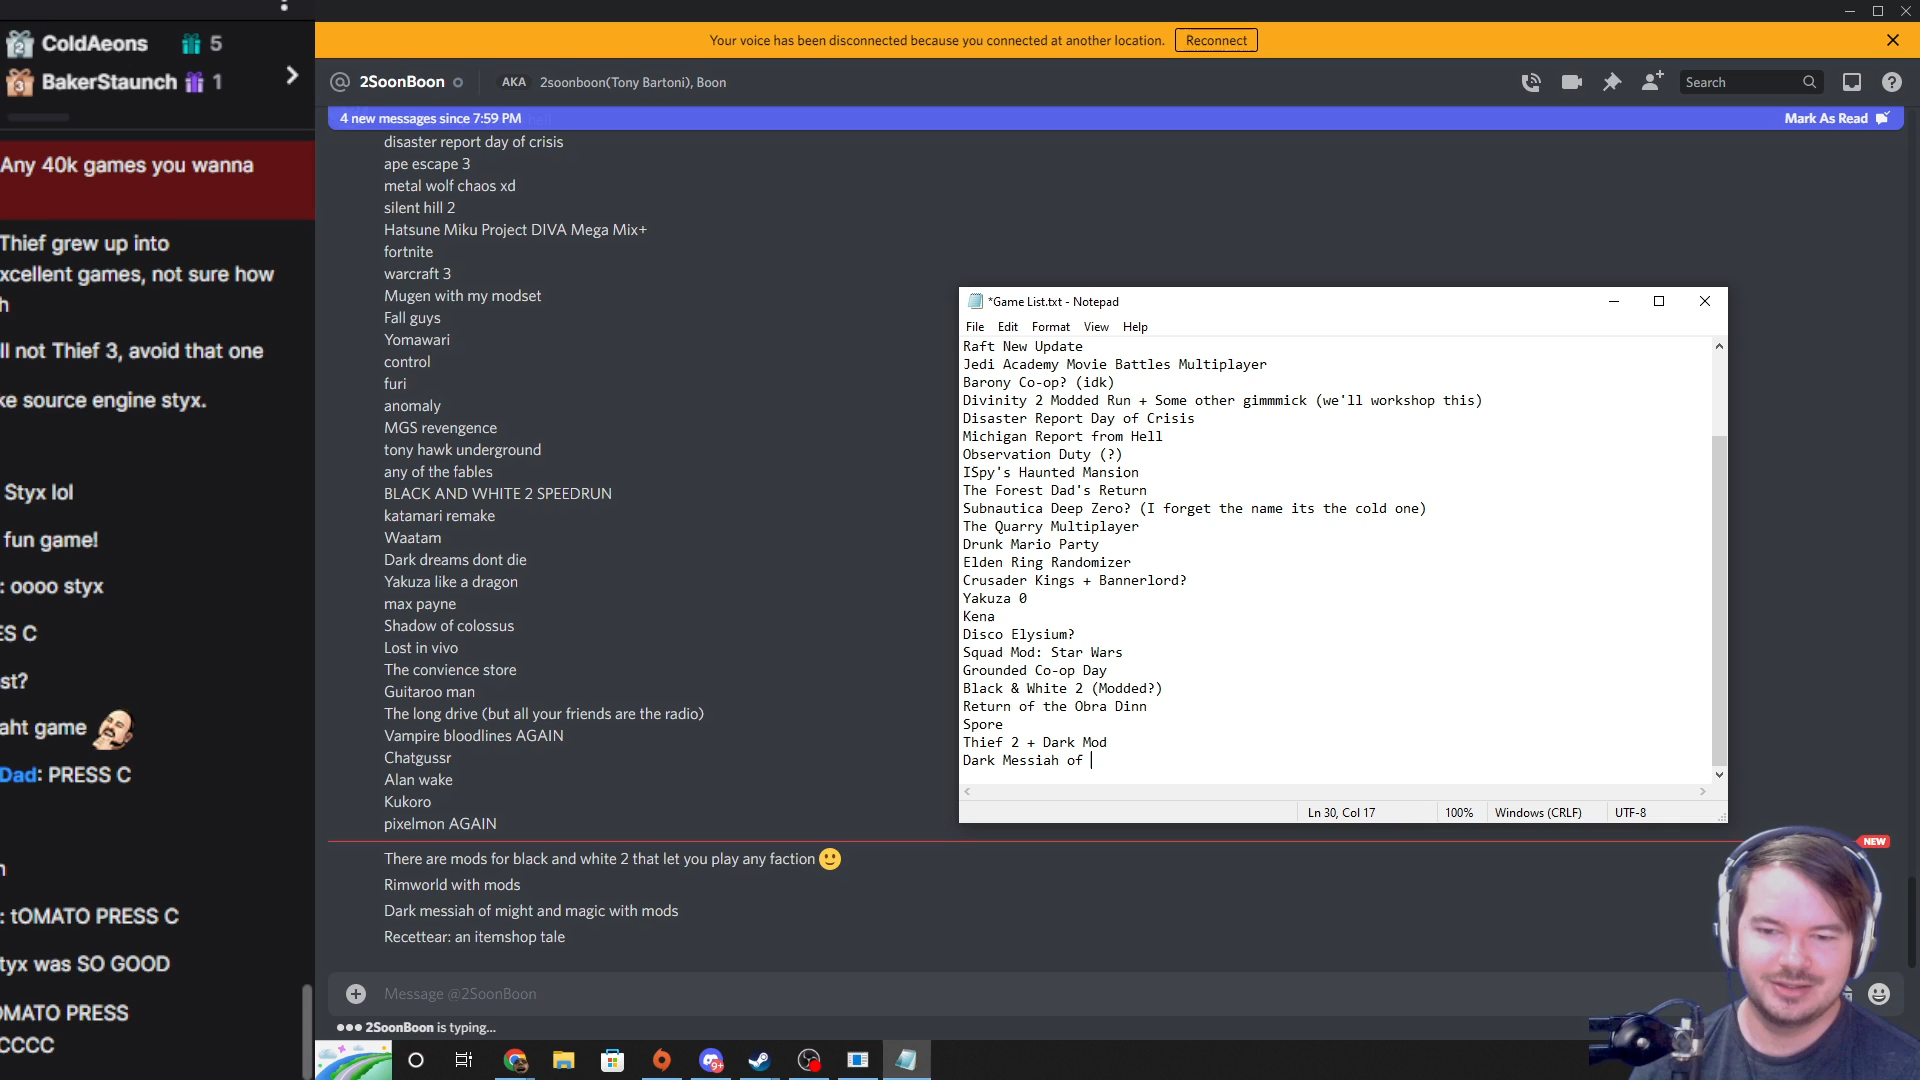 ColdAeons 5
BakerStaunch 1
Any 40k games you wanna
Thief grew up into
xcellent games, not sure how
h
ll not Thief 3, avoid that one
ke source engine styx.
Styx lol
fun game!
: oooo styx
ES C
st?
aht game
Dad: PRESS C
n
: tOMATO PRESS C
tyx was SO GOOD
OMATO PRESS
CCCC
Your voice has been disconnected because you connected at another location. Reconnect
@ 2SoonBoon AKA 2soonboon(Tony Bartoni), Boon
Search
4 new messages since 7:59 PM
Mark As Read
disaster report day of crisis
ape escape 3
metal wolf chaos xd
silent hill 2
Hatsune Miku Project DIVA Mega Mix+
fortnite
warcraft 3
Mugen with my modset
Fall guys
Yomawari
control
furi
anomaly
MGS revengence
tony hawk underground
any of the fables
BLACK AND WHITE 2 SPEEDRUN
katamari remake
Waatam
Dark dreams dont die
Yakuza like a dragon
max payne
Shadow of colossus
Lost in vivo
The convience store
Guitaroo man
The long drive (but all your friends are the radio)
Vampire bloodlines AGAIN
Chatgussr
Alan wake
Kukoro
pixelmon AGAIN
NEW
There are mods for black and white 2 that let you play any faction
Rimworld with mods
Dark messiah of might and magic with mods
Recettear: an itemshop tale
Message @2SoonBoon
2SoonBoon is typing...
*Game List.txt - Notepad
File Edit Format View Help
Raft New Update
Jedi Academy Movie Battles Multiplayer
Barony Co-op? (idk)
Divinity 2 Modded Run + Some other gimmmick (we'll workshop this)
Disaster Report Day of Crisis
Michigan Report from Hell
Observation Duty (?)
ISpy's Haunted Mansion
The Forest Dad's Return
Subnautica Deep Zero? (I forget the name its the cold one)
The Quarry Multiplayer
Drunk Mario Party
Elden Ring Randomizer
Crusader Kings + Bannerlord?
Yakuza 0
Kena
Disco Elysium?
Squad Mod: Star Wars
Grounded Co-op Day
Black & White 2 (Modded?)
Return of the Obra Dinn
Spore
Thief 2 + Dark Mod
Dark Messiah of
Ln 30, Col 17 100% Windows (CRLF) UTF-8
9+